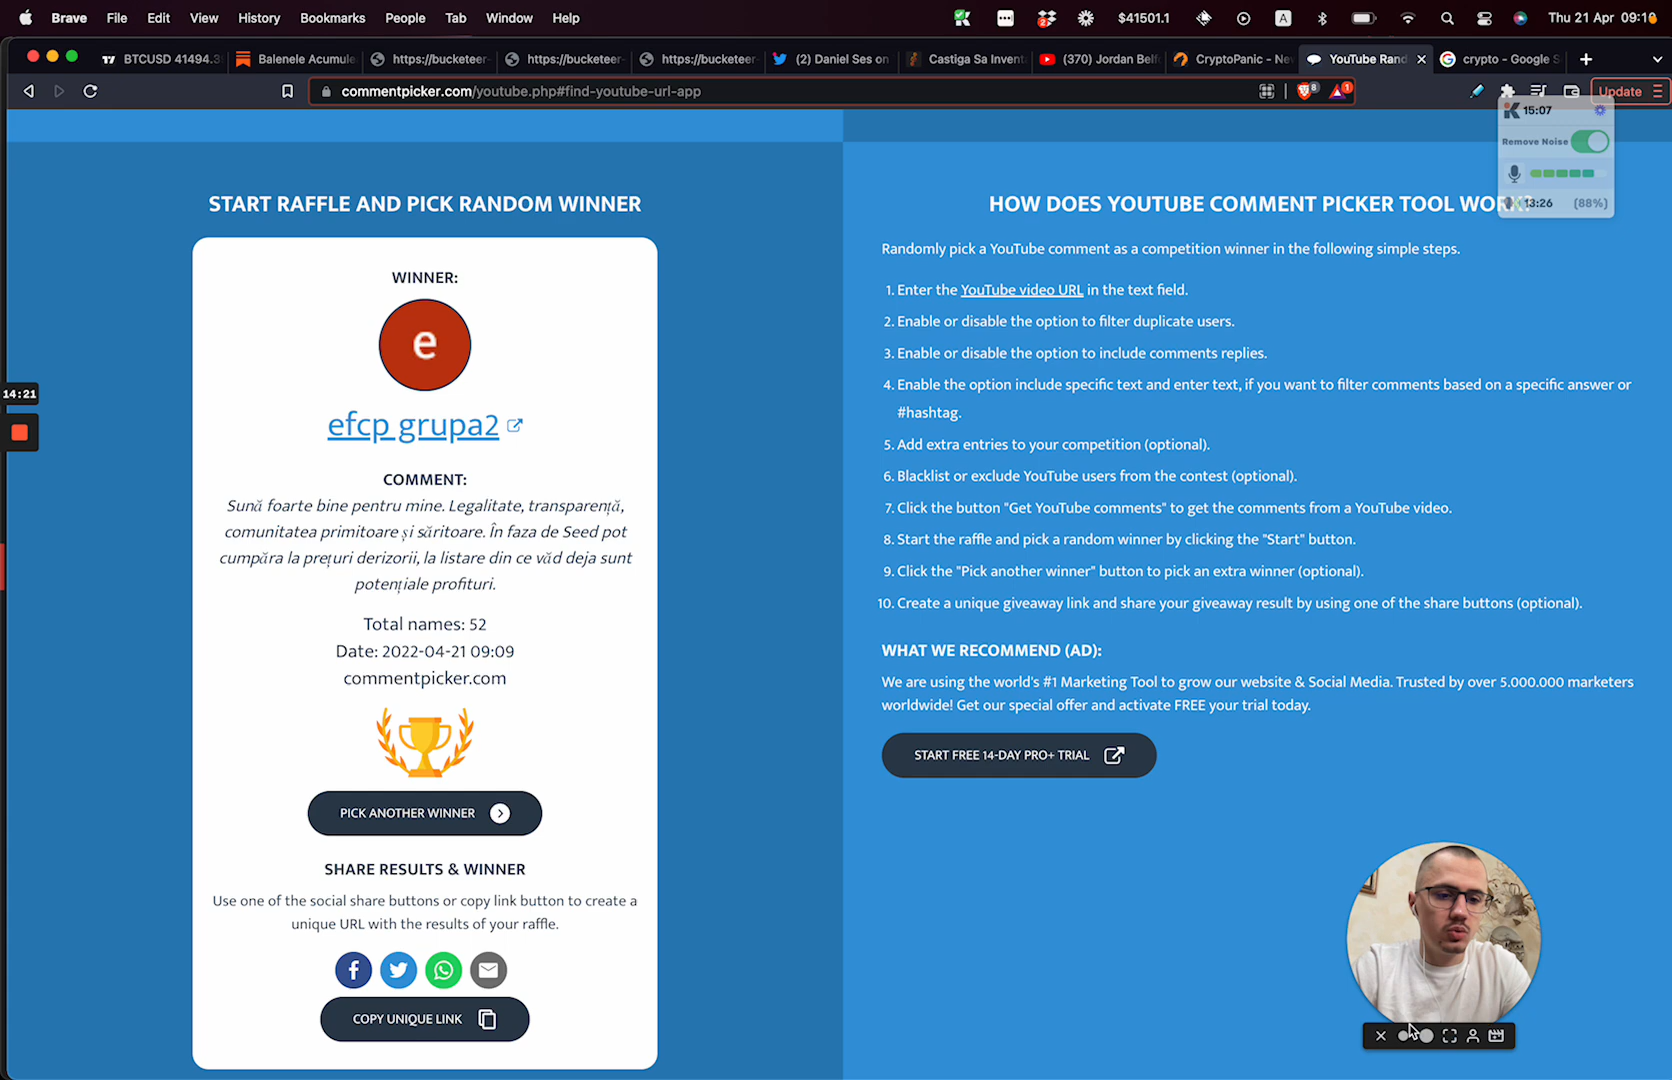 Brave File Edit View History Bookmarks People Tab Window Help
2
$41501.1
A
Thu 21 Apr 09:10
BTCUSD 41494.3
Balenele Acumule
https://bucketeer-
https://bucketeer-
https://bucketeer-
(2) Daniel Ses on
Castiga Sa Invent
(370) Jordan Belf
CryptoPanic - Ne
YouTube Rand
crypto - Google S
commentpicker.com/youtube.php#find-youtube-url-app
8
1
Update
15:07
Remove Noise
13:26 (88%)
14:21
START RAFFLE AND PICK RANDOM WINNER
WINNER:
e
efcp grupa2
COMMENT:
Sună foarte bine pentru mine. Legalitate, transparență,
comunitatea primitoare și săritoare. În faza de Seed pot
cumpăra la prețuri derizorii, la listare din ce văd deja sunt
potențiale profituri.
Total names: 52
Date: 2022-04-21 09:09
commentpicker.com
PICK ANOTHER WINNER
SHARE RESULTS & WINNER
Use one of the social share buttons or copy link button to create a
unique URL with the results of your raffle.
COPY UNIQUE LINK
HOW DOES YOUTUBE COMMENT PICKER TOOL WORK?
Randomly pick a YouTube comment as a competition winner in the following simple steps.
1. Enter the YouTube video URL in the text field.
2. Enable or disable the option to filter duplicate users.
3. Enable or disable the option to include comments replies.
4. Enable the option include specific text and enter text, if you want to filter comments based on a specific answer or
#hashtag.
5. Add extra entries to your competition (optional).
6. Blacklist or exclude YouTube users from the contest (optional).
7. Click the button "Get YouTube comments" to get the comments from a YouTube video.
8. Start the raffle and pick a random winner by clicking the "Start" button.
9. Click the "Pick another winner" button to pick an extra winner (optional).
10. Create a unique giveaway link and share your giveaway result by using one of the share buttons (optional).
WHAT WE RECOMMEND (AD):
We are using the world's #1 Marketing Tool to grow our website & Social Media. Trusted by over 5.000.000 marketers
worldwide! Get our special offer and activate FREE your trial today.
START FREE 14-DAY PRO+ TRIAL